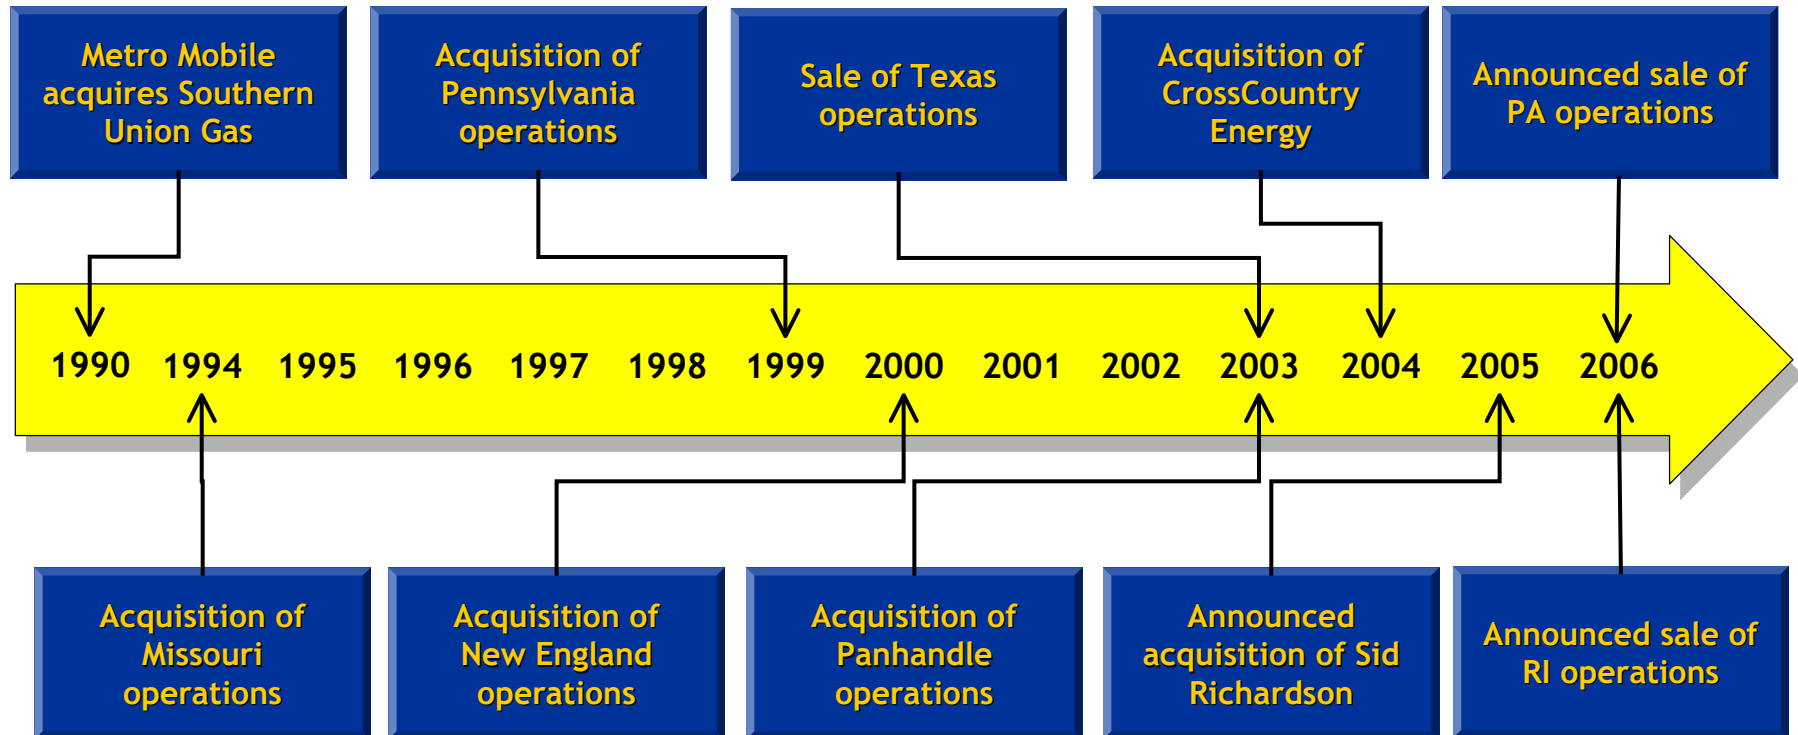 Metro Mobile
acquires Southern
Union Gas
Acquisition of
Pennsylvania
operations
Sale of Texas
operations
Acquisition of
CrossCountry
Energy
Announced sale of
PA operations
1990 1994 1995 1996 1997 1998 1999 2000 2001 2002 2003 2004 2005 2006
Acquisition of
Missouri
operations
Acquisition of
New England
operations
Acquisition of
Panhandle
operations
Announced
acquisition of Sid
Richardson
Announced sale of
RI operations